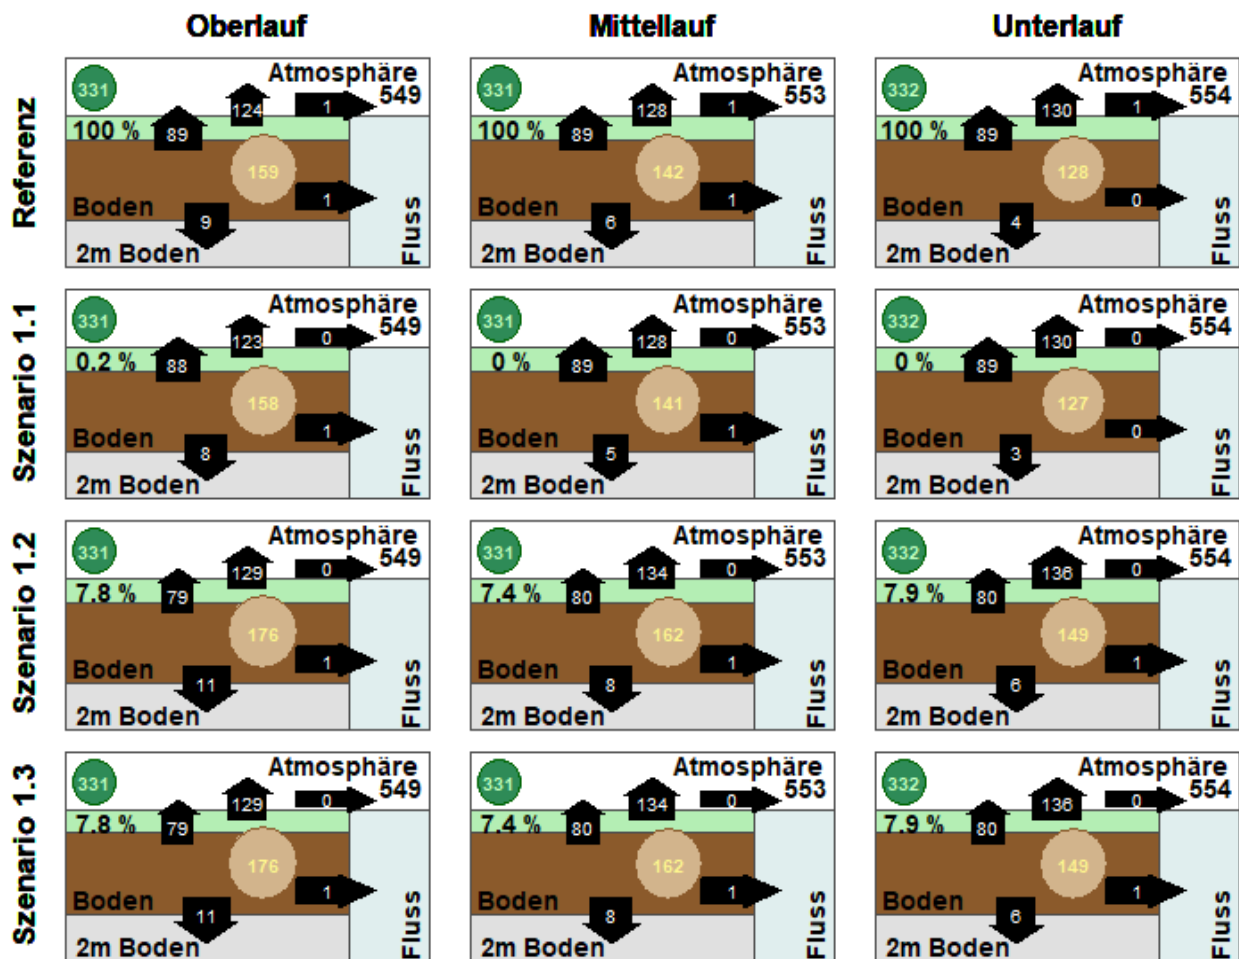 Oberlauf Mittellauf Unterlauf
Referenz
331 Atmosphäre
549
124 1
100 % 89
159
Boden 1
9
2m Boden
Fluss
331 Atmosphäre
553
128 1
100 % 89
142
Boden 1
6
2m Boden
Fluss
332 Atmosphäre
554
130 1
100 % 89
128
Boden 0
4
2m Boden
Fluss
Szenario 1.1
331 Atmosphäre
549
123 0
0.2 % 88
158
Boden 1
8
2m Boden
Fluss
331 Atmosphäre
553
128 0
0 % 89
141
Boden 1
5
2m Boden
Fluss
332 Atmosphäre
554
130 0
0 % 89
127
Boden 0
3
2m Boden
Fluss
Szenario 1.2
331 Atmosphäre
549
129 0
7.8 % 79
176
Boden 1
11
2m Boden
Fluss
331 Atmosphäre
553
134 0
7.4 % 80
162
Boden 1
8
2m Boden
Fluss
332 Atmosphäre
554
136 0
7.9 % 80
149
Boden 1
6
2m Boden
Fluss
Szenario 1.3
331 Atmosphäre
549
129 0
7.8 % 79
176
Boden 1
11
2m Boden
Fluss
331 Atmosphäre
553
134 0
7.4 % 80
162
Boden 1
8
2m Boden
Fluss
332 Atmosphäre
554
136 0
7.9 % 80
149
Boden 1
6
2m Boden
Fluss